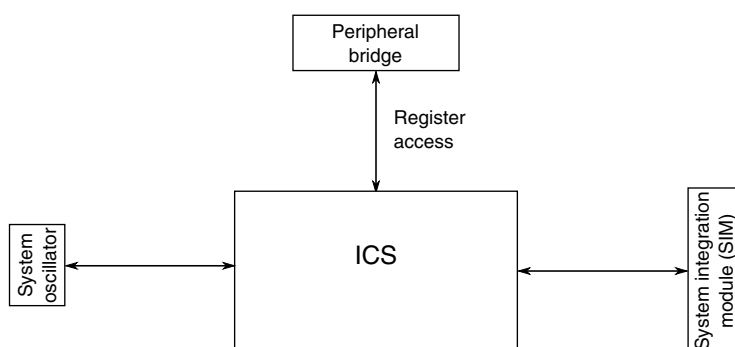 Peripheral
bridge
Register
access
System
oscillator
ICS
System integration
module (SIM)